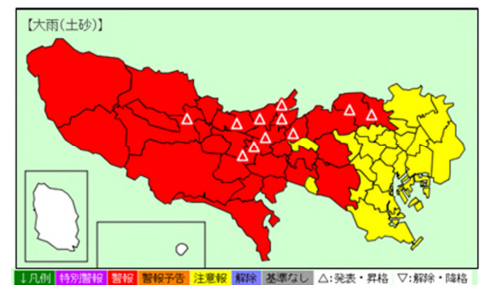 【大雨(土砂)】
↓凡例 特別警報 警報 警報予告 注意報 解除 基準なし △:発表・昇格 ▽:解除・降格